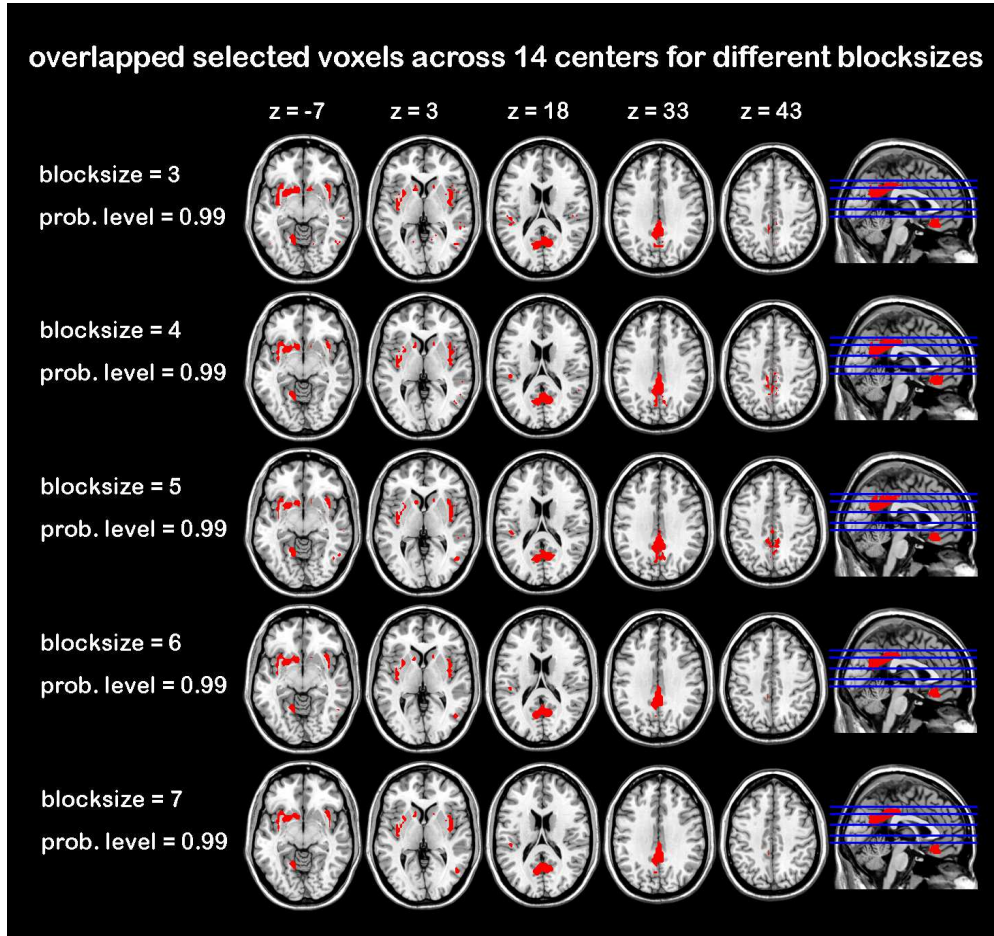 overlapped selected voxels across 14 centers for different blocksizes
z = -7 z = 3 z = 18 z = 33 z = 43
blocksize = 3
prob. level = 0.99
blocksize = 4
prob. level = 0.99
blocksize = 5
prob. level = 0.99
blocksize = 6
prob. level = 0.99
blocksize = 7
prob. level = 0.99